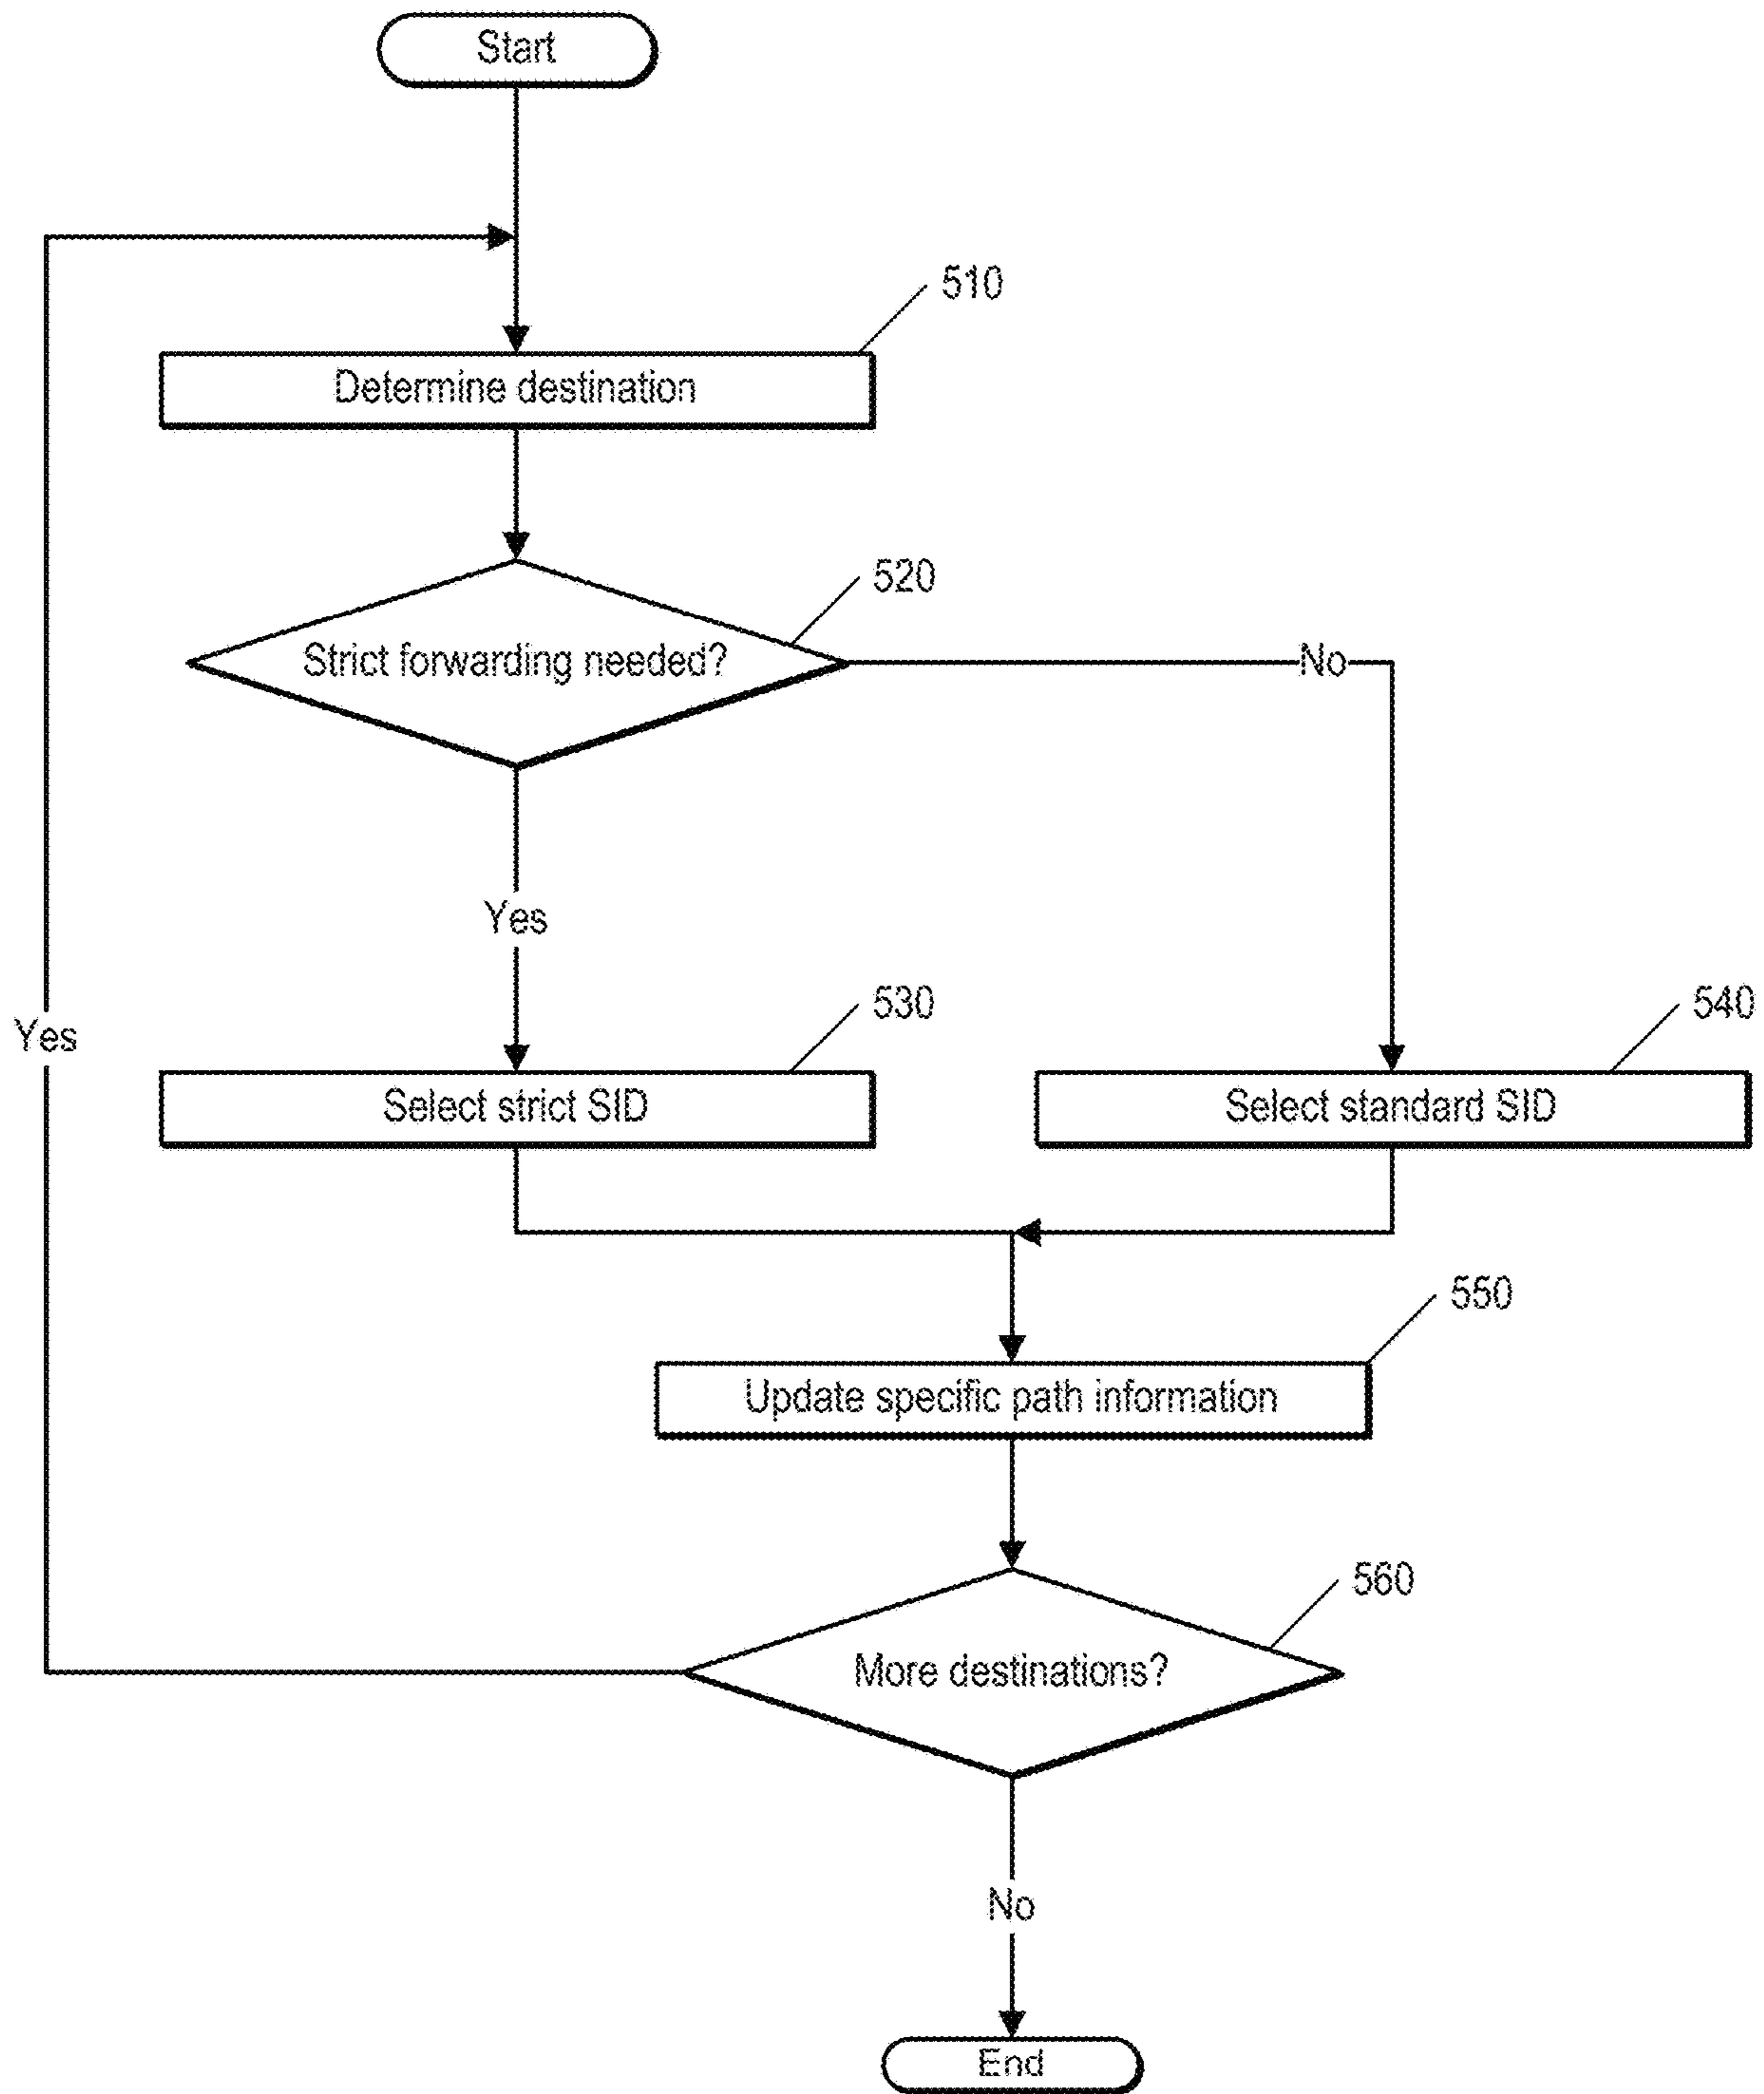 Start
510
Determine destination
520
Strict forwarding needed?
No
Yes
530
540
Yes
Select strict SID
Select standard SID
550
Update specific path information
560
More destinations?
No
End